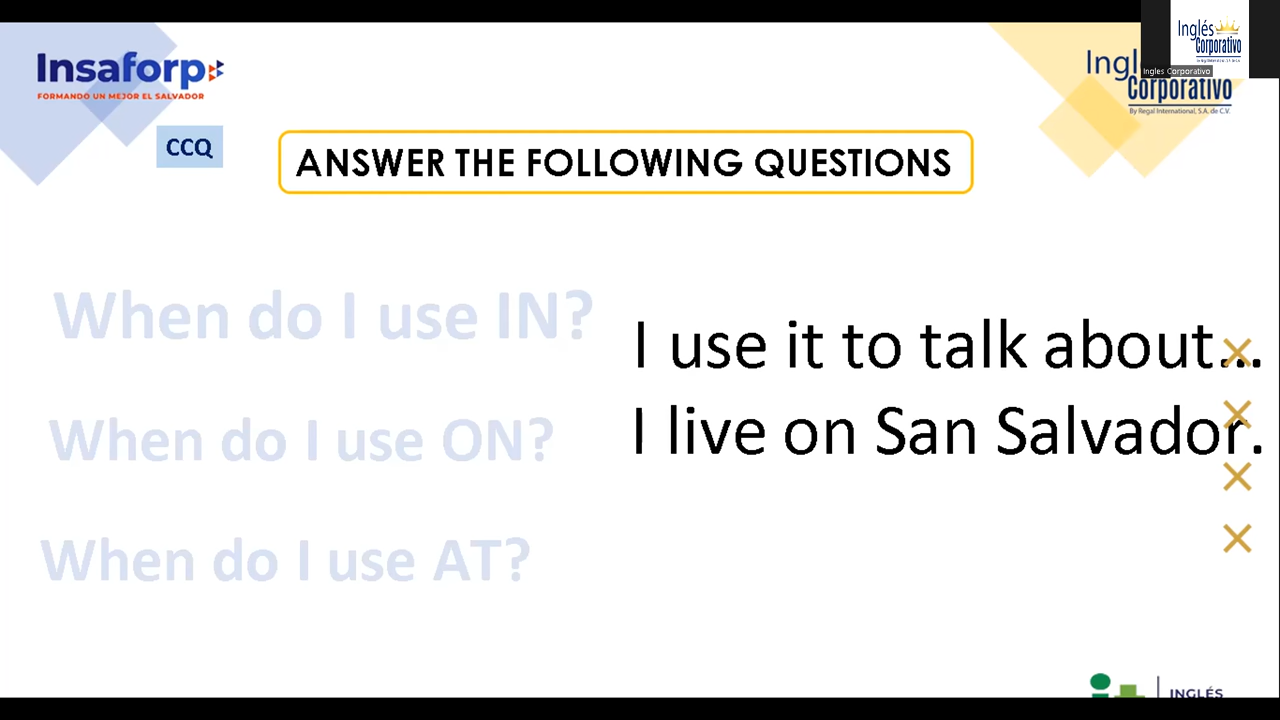 Insaforp
FORMANDO UN MEJOR EL SALVADOR
Inglés
Corporativo
Ingles Corporativo
Corporativo
By Regal International, S.A. de C.V.
CCQ
ANSWER THE FOLLOWING QUESTIONS
When do I use IN?
I use it to talk about...
When do I use ON?
I live on San Salvador.
When do I use AT?
INGLÉS